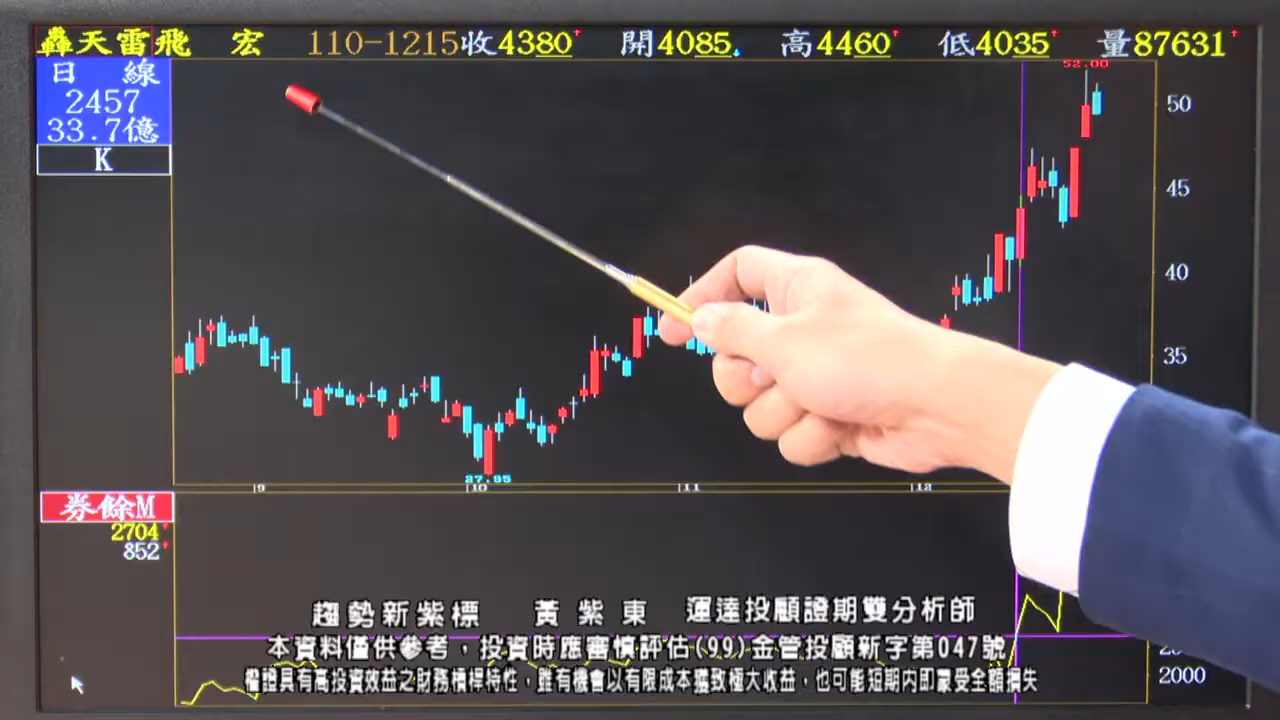 轟天雷飛 宏 110-1215收4380 開4085 高4460 低4035 量87631
日 線
2457
33.7億
K
52.00
50
45
40
35
27.95
9 10 11 12
券餘M
2704
852
2000
趨勢新紫標 黃紫東 運達投顧證期雙分析師
本資料僅供參考，投資時應審慎評估(99)金管投顧新字第047號
權證具有高投資效益之財務槓桿特性，雖有機會以有限成本獲致極大收益，也可能短期內即蒙受全額損失